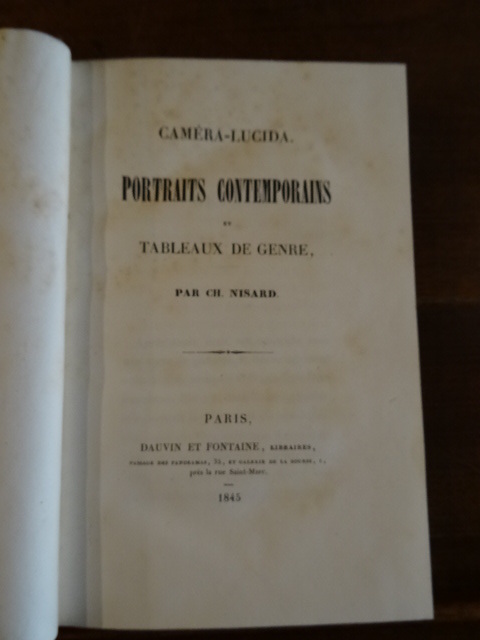 CAMÉRA-LUCIDA.
PORTRAITS CONTEMPORAINS
ET
TABLEAUX DE GENRE,
PAR CH. NISARD.
PARIS,
DAUVIN ET FONTAINE, LIBRAIRES,
PASSAGE DES PANORAMAS, 35, ET GALERIE DE LA BOURSE, 1,
près la rue Saint-Marc.
1845